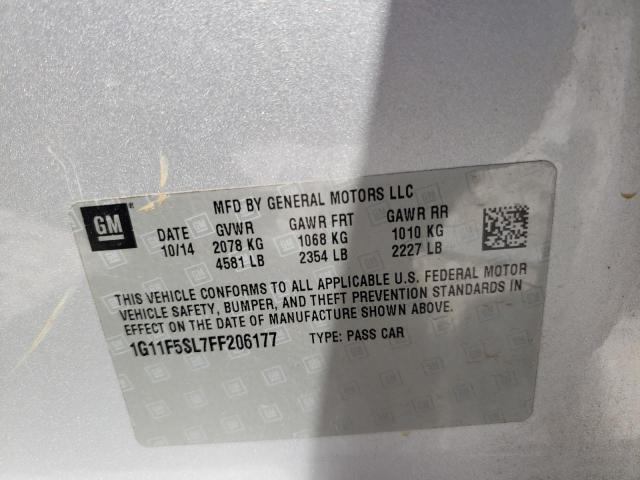 MFD BY GENERAL MOTORS LLC
GM
DATE GVWR GAWR FRT GAWR RR
10/14 2078 KG 1068 KG 1010 KG
4581 LB 2354 LB 2227 LB
THIS VEHICLE CONFORMS TO ALL APPLICABLE U.S. FEDERAL MOTOR
VEHICLE SAFETY, BUMPER, AND THEFT PREVENTION STANDARDS IN
EFFECT ON THE DATE OF MANUFACTURE SHOWN ABOVE.
1G11F5SL7FF206177 TYPE: PASS CAR